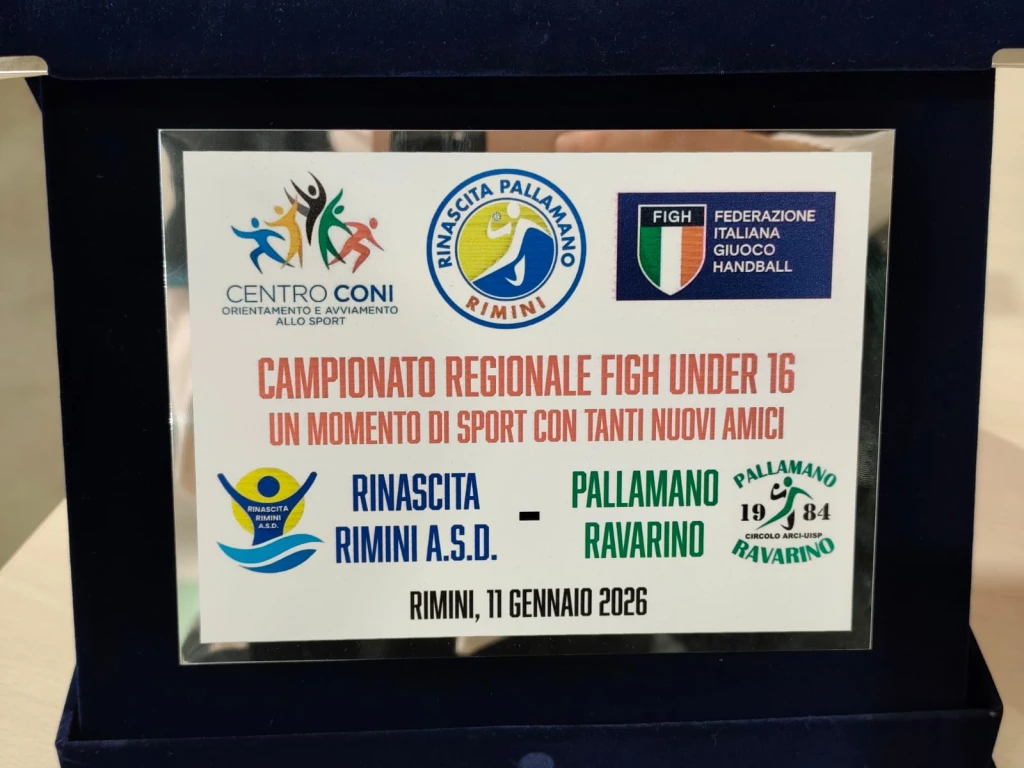 CENTRO CONI
ORIENTAMENTO E AVVIAMENTO
ALLO SPORT
RINASCITA PALLAMANO
RIMINI
FIGH
FEDERAZIONE
ITALIANA
GIUOCO
HANDBALL
CAMPIONATO REGIONALE FIGH UNDER 16
UN MOMENTO DI SPORT CON TANTI NUOVI AMICI
RINASCITA
RIMINI
A.S.D.
RINASCITA
RIMINI A.S.D.
-
PALLAMANO
RAVARINO
PALLAMANO
1984
CIRCOLO ARCI-UISP
RAVARINO
RIMINI, 11 GENNAIO 2026